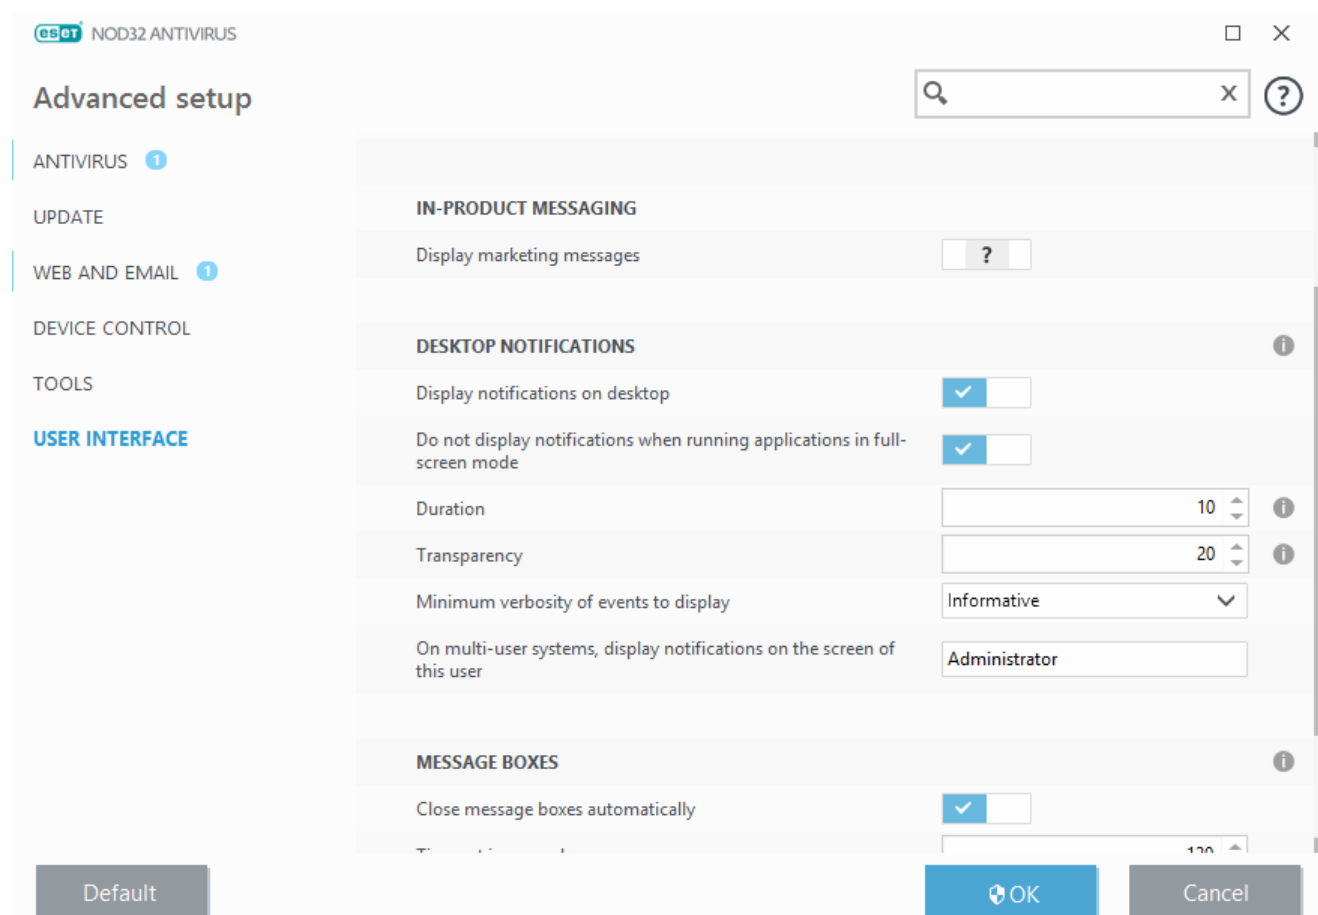 eset NOD32 ANTIVIRUS
Advanced setup
X
?
ANTIVIRUS 1
UPDATE
WEB AND EMAIL 1
DEVICE CONTROL
TOOLS
USER INTERFACE
IN-PRODUCT MESSAGING
Display marketing messages ?
DESKTOP NOTIFICATIONS i
Display notifications on desktop
Do not display notifications when running applications in full-
screen mode
Duration 10 i
Transparency 20 i
Minimum verbosity of events to display Informative
On multi-user systems, display notifications on the screen of
this user
Administrator
MESSAGE BOXES i
Close message boxes automatically
120
Default
OK
Cancel